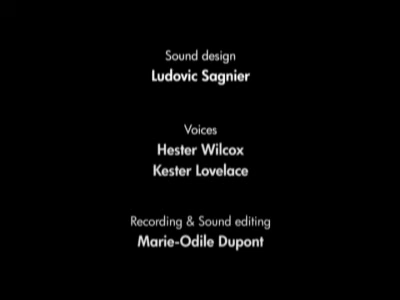 Sound design
Ludovic Sagnier
Voices
Hester Wilcox
Kester Lovelace
Recording & Sound editing
Marie-Odile Dupont